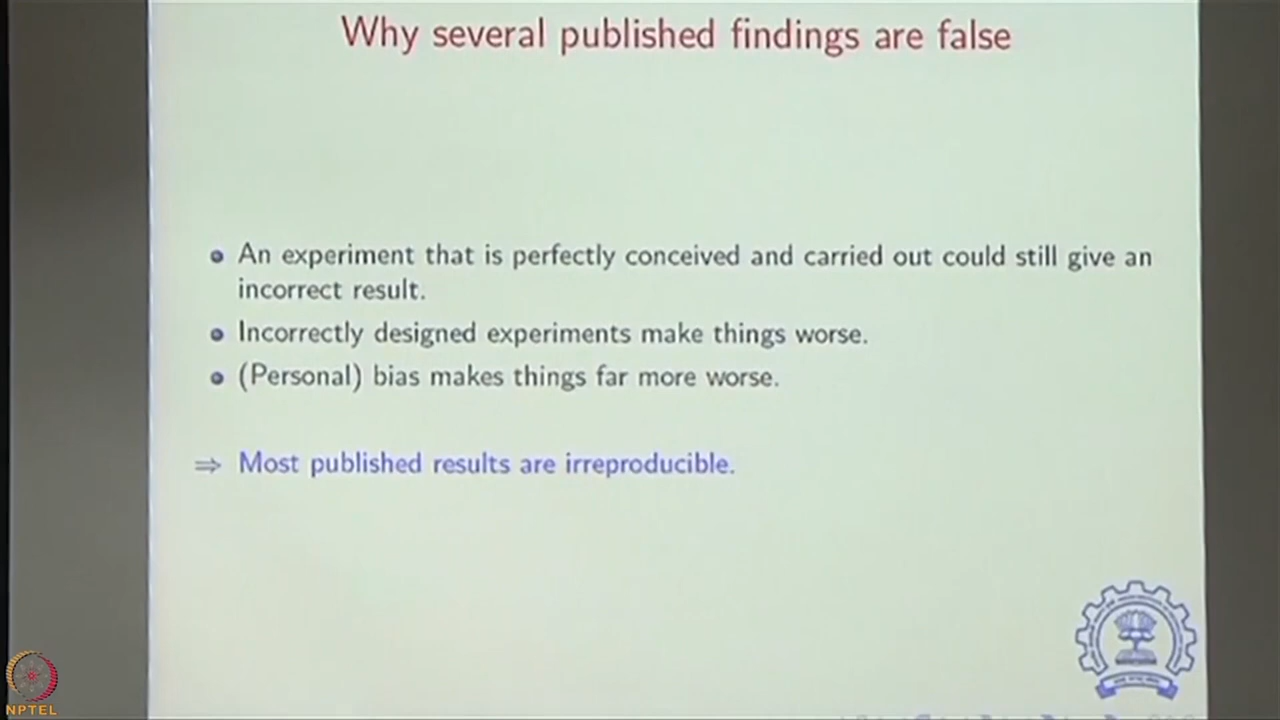 Why several published findings are false
An experiment that is perfectly conceived and carried out could still give an
incorrect result.
Incorrectly designed experiments make things worse.
(Personal) bias makes things far more worse.
⇒ Most published results are irreproducible.
NPTEL